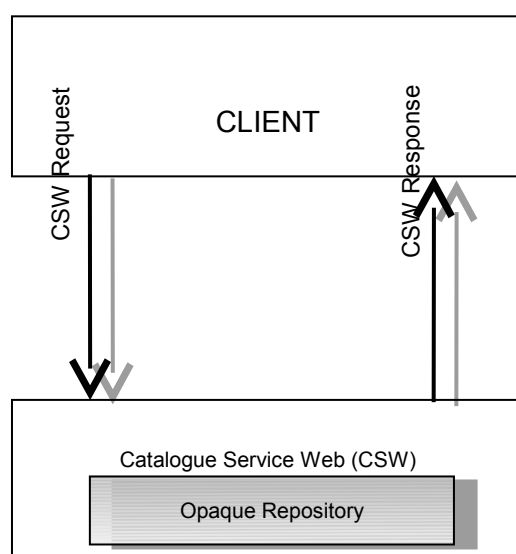 CSW Request
CLIENT
CSW Response
Catalogue Service Web (CSW)
Opaque Repository